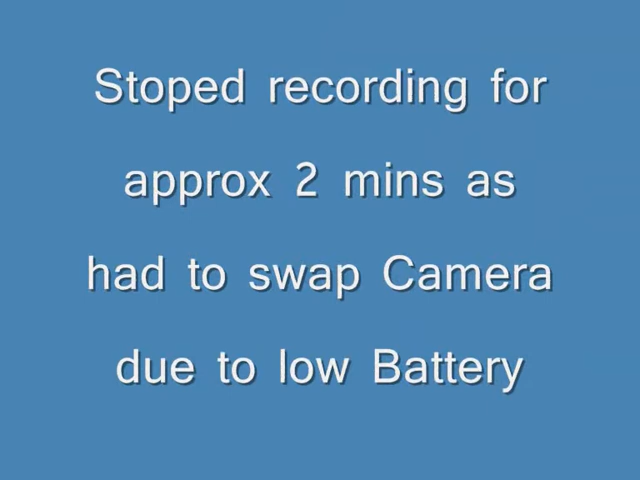 Stoped recording for
approx 2 mins as
had to swap Camera
due to low Battery